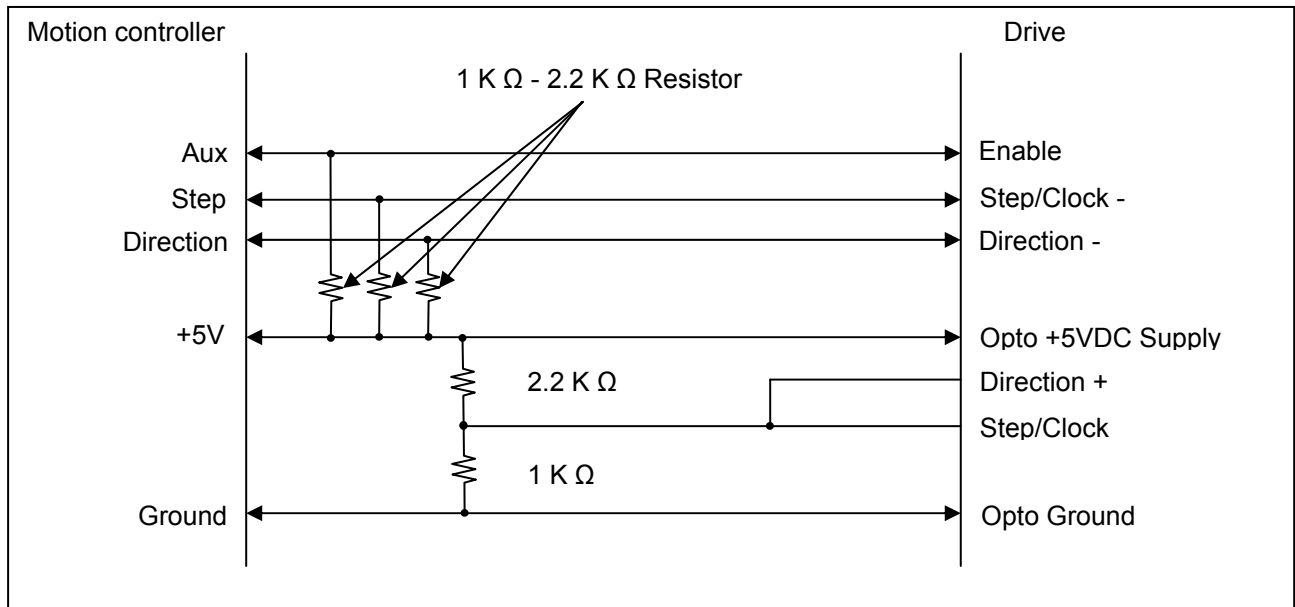 Motion controller
Drive
1 K Ω - 2.2 K Ω Resistor
Aux
Enable
Step
Step/Clock -
Direction
Direction -
+5V
Opto +5VDC Supply
2.2 K Ω
Direction +
Step/Clock
1 K Ω
Ground
Opto Ground